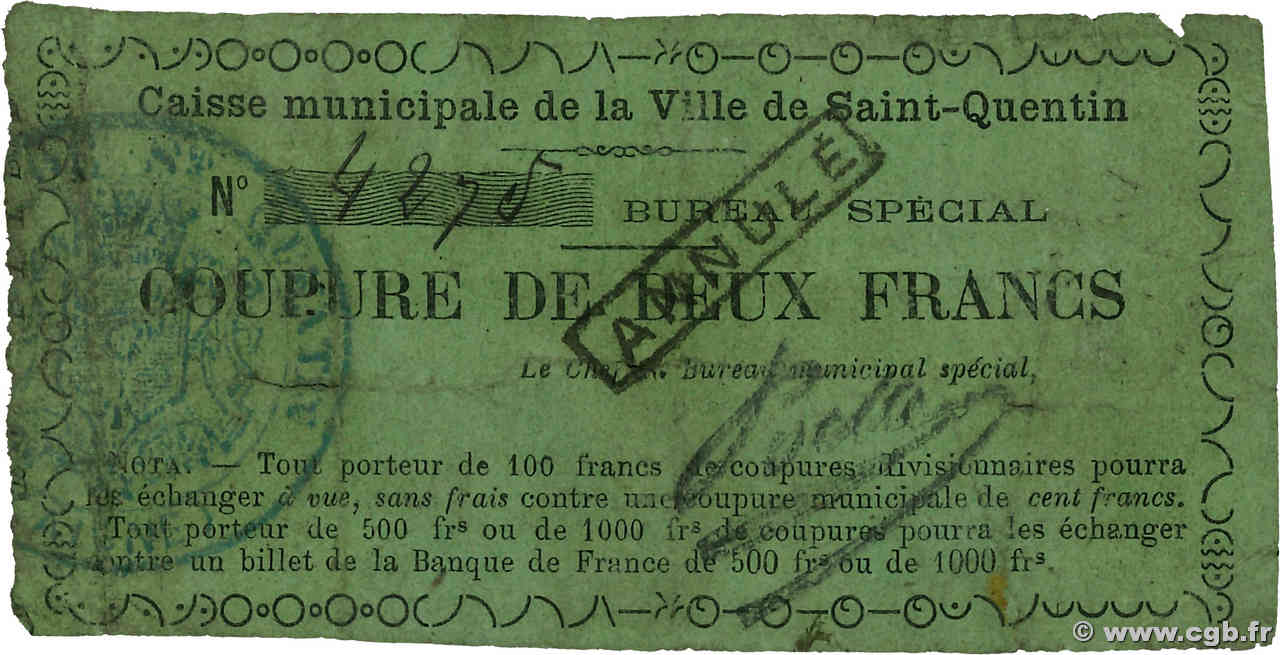 Caisse municipale de la Ville de Saint-Quentin
Nº 4275 BUREAU SPÉCIAL
ANNULÉ
COUPURE DE DEUX FRANCS
Le Chef du Bureau municipal spécial,
NOTA. — Tout porteur de 100 francs de coupures divisionnaires pourra
les échanger à vue, sans frais contre une coupure municipale de cent francs.
Tout porteur de 500 frs ou de 1000 frs de coupures pourra les échanger
contre un billet de la Banque de France de 500 frs ou de 1000 frs.
© www.cgb.fr